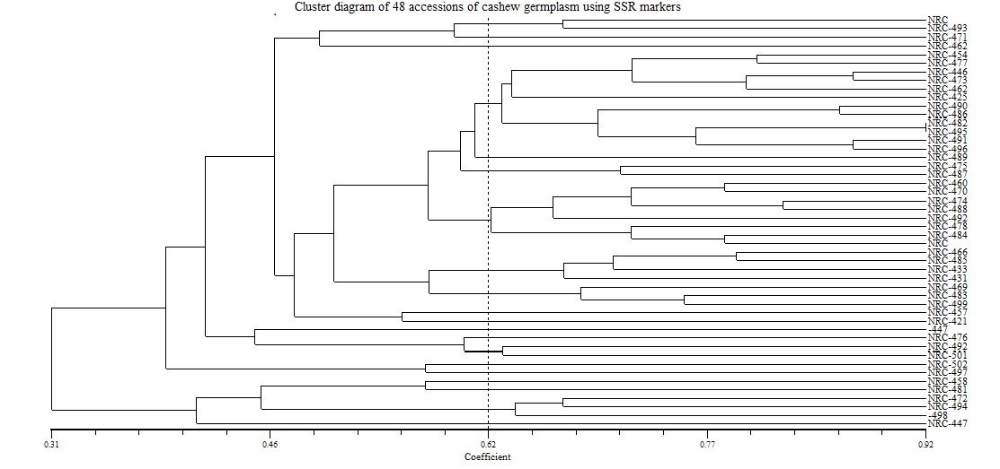 Cluster diagram of 48 accessions of cashew germplasm using SSR markers
NRC
NRC-493
NRC-471
NRC-462
NRC-454
NRC-477
NRC-446
NRC-473
NRC-462
NRC-425
NRC-490
NRC-486
NRC-482
NRC-495
NRC-491
NRC-496
NRC-489
NRC-475
NRC-487
NRC-460
NRC-470
NRC-474
NRC-488
NRC-492
NRC-478
NRC-484
NRC
NRC-466
NRC-485
NRC-433
NRC-431
NRC-469
NRC-483
NRC-499
NRC-457
NRC-421
-447
NRC-476
NRC-492
NRC-501
NRC-502
NRC-497
NRC-458
NRC-481
NRC-472
NRC-494
-498
NRC-447
0.31 0.46 0.62 0.77 0.92
Coefficient